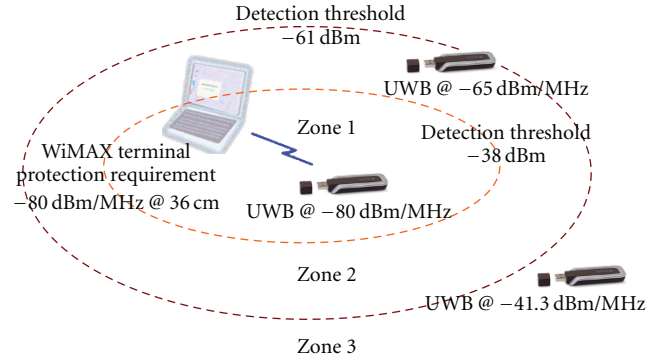 Detection threshold
−61 dBm
UWB @ −65 dBm/MHz
Zone 1
Detection threshold
−38 dBm
WiMAX terminal
protection requirement
−80 dBm/MHz @ 36 cm
UWB @ −80 dBm/MHz
Zone 2
UWB @ −41.3 dBm/MHz
Zone 3